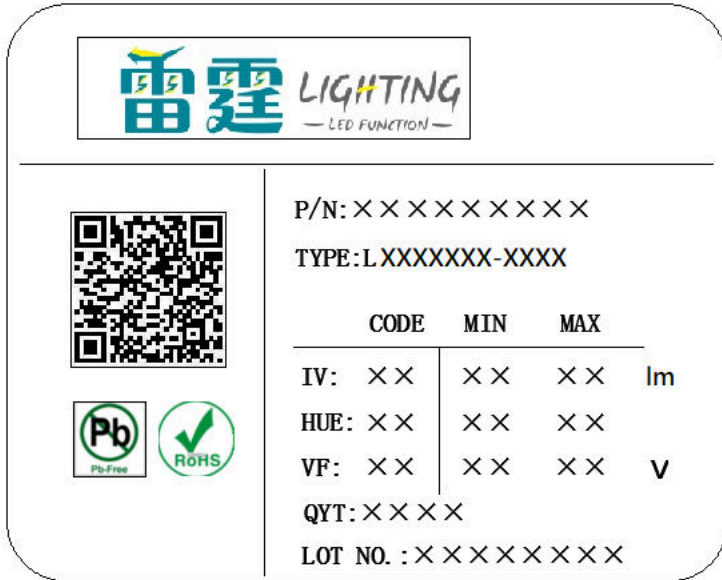 雷霆 LIGHTING
LED FUNCTION
P/N:×××××××××
TYPE:LXXXXXXX-XXXX
CODE MIN MAX
IV: ×× ×× ×× lm
HUE: ×× ×× ××
VF: ×× ×× ×× V
Pb
Pb-Free
RoHS
QYT:××××
LOT NO.:××××××××